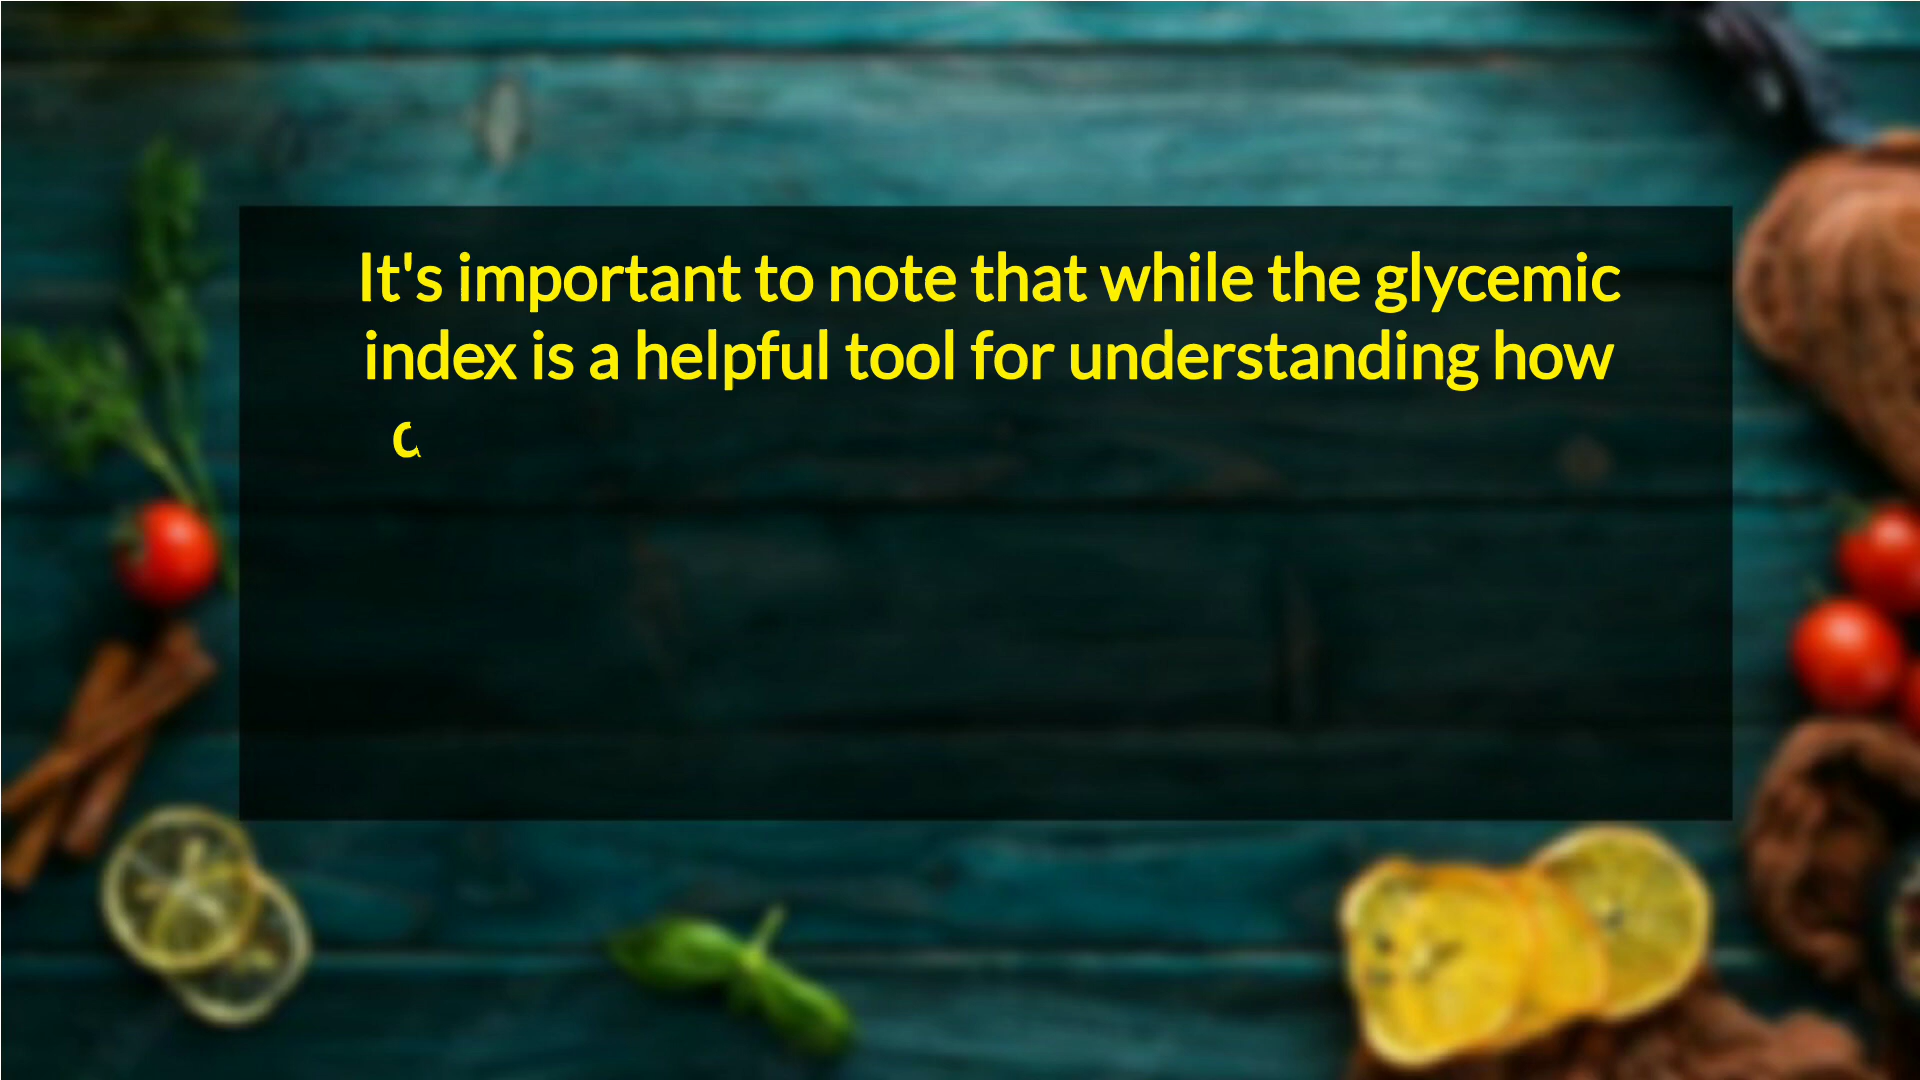 It's important to note that while the glycemic
index is a helpful tool for understanding how